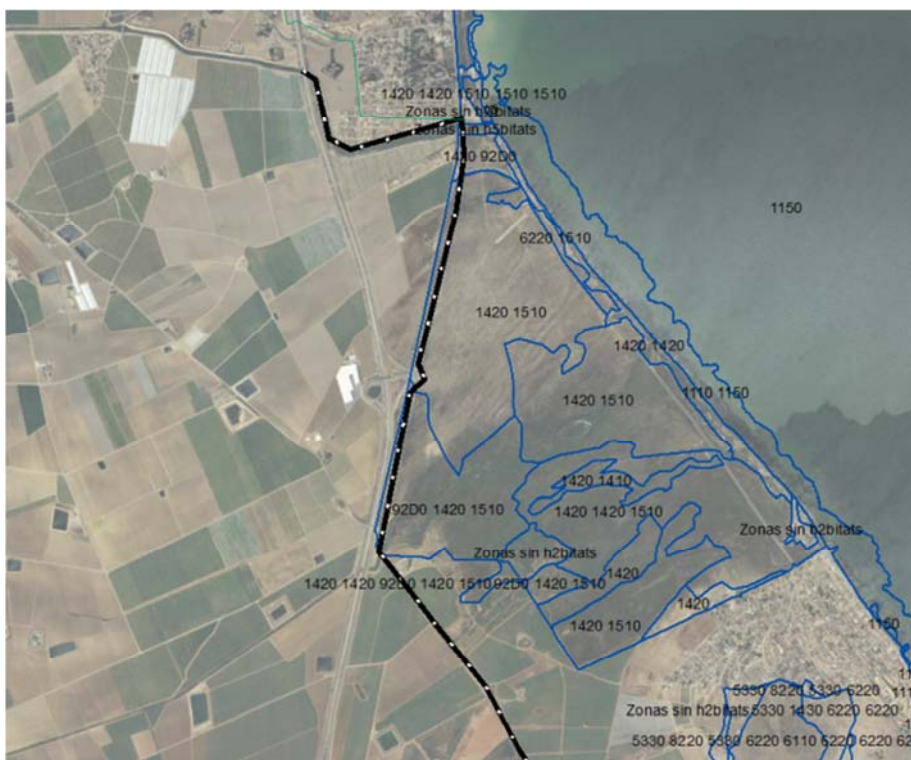 1420 1420 1510 1510 1510
Zonas sin h2bitats
Zonas sin h5bitats
1420 92D0
1150
6220 1510
1420 1510
1420 1420
1110 1150
1420 1510
1420 1410
92D0 1420 1510
1420 1420 1510
Zonas sin h2bitats
Zonas sin h2bitats
1420
1420 1420 92D0 1420 1510 92D0 1420 1510
1420
1420 1510
1150
5330 8220 5330 6220
Zonas sin h2bitats 5330 1430 6220 6220
5330 8220 5330 6220 6110 6220 6220